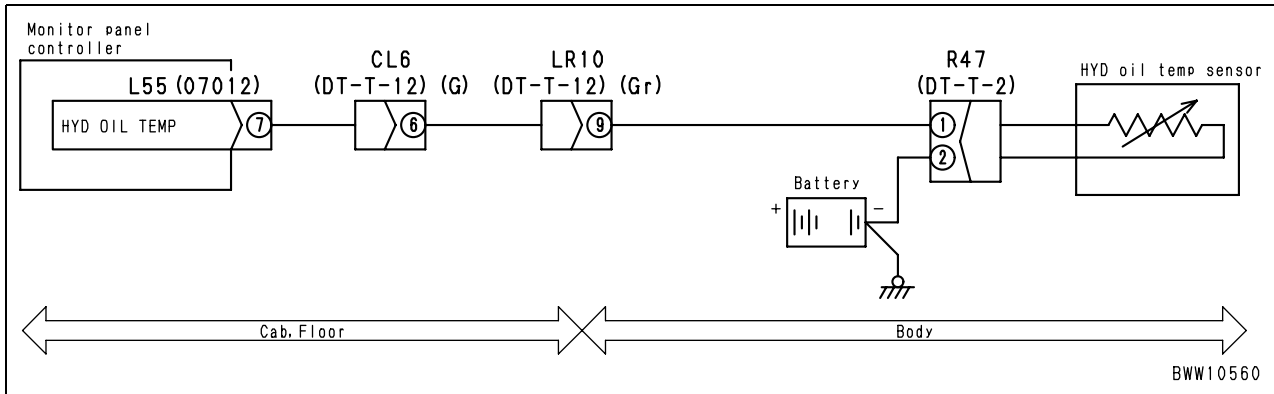 Monitor panel
controller
L55 (07012)
CL6
(DT-T-12) (G)
LR10
(DT-T-12) (Gr)
R47
(DT-T-2)
HYD oil temp sensor
HYD OIL TEMP
7
6
9
1
2
Battery
+
-
Cab, Floor
Body
BWW10560